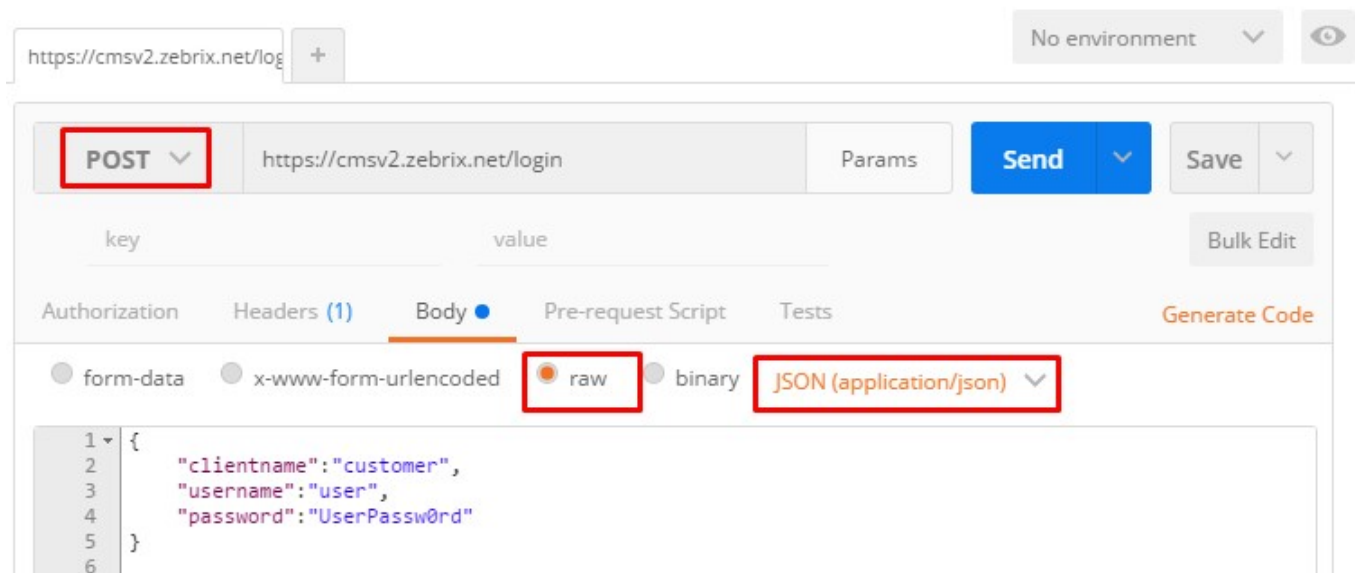 No environment
https://cmsv2.zebrix.net/log
+
POST https://cmsv2.zebrix.net/login Params Send Save
key value Bulk Edit
Authorization Headers (1) Body Pre-request Script Tests Generate Code
form-data x-www-form-urlencoded raw binary JSON (application/json)
1 {
2 "clientname":"customer",
3 "username":"user",
4 "password":"UserPassw0rd"
5 }
6